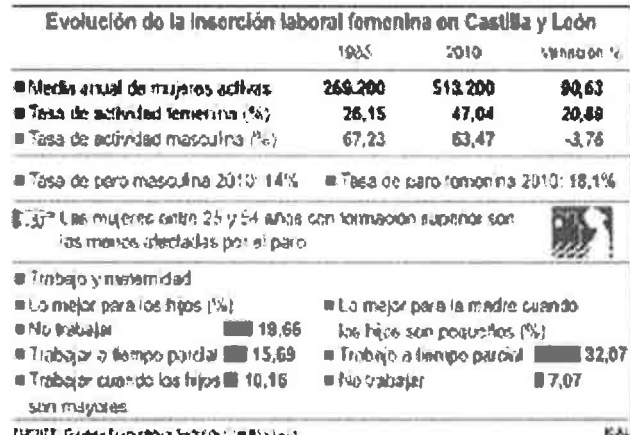 Evolución de la inserción laboral femenina en Castilla y León
1985 2010 Variación %
Media anual de mujeres activas 269.200 513.200 90,63
Tasa de actividad femenina (%) 26,15 47,04 20,89
Tasa de actividad masculina (%) 67,23 63,47 -3,76
Tasa de paro masculina 2010: 14% Tasa de paro femenina 2010: 18,1%
Las mujeres entre 25 y 54 años con formación superior son
las menos afectadas por el paro
Trabajo y maternidad
Lo mejor para los hijos (%)
No trabajar 19,66
Trabajar a tiempo parcial 15,69
Trabajar cuando los hijos 10,16
son mayores
Lo mejor para la madre cuando
los hijos son pequeños (%)
Trabajo a tiempo parcial 32,07
No trabajar 7,07